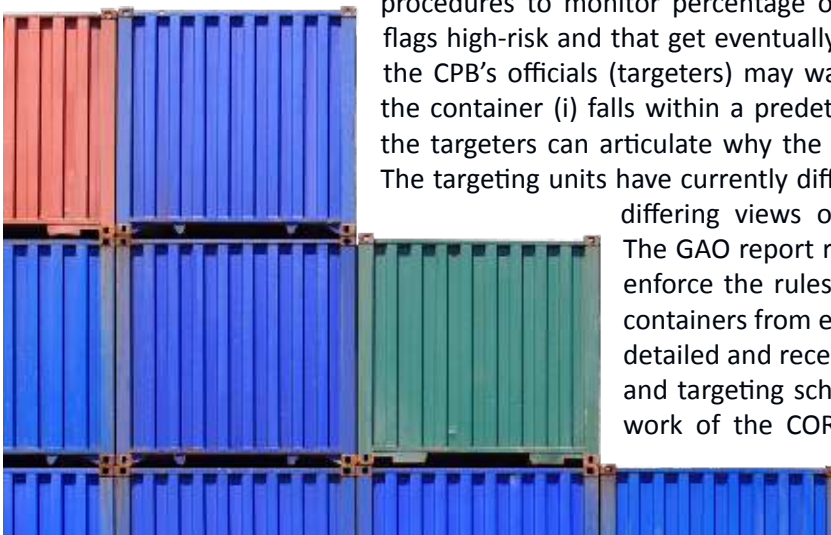 procedures to monitor percentage o
flags high-risk and that get eventually
the CPB's officials (targeters) may wa
the container (i) falls within a predet
the targeters can articulate why the
The targeting units have currently diff
differing views o
The GAO report r
enforce the rules
containers from e
detailed and rece
and targeting sch
work of the COR